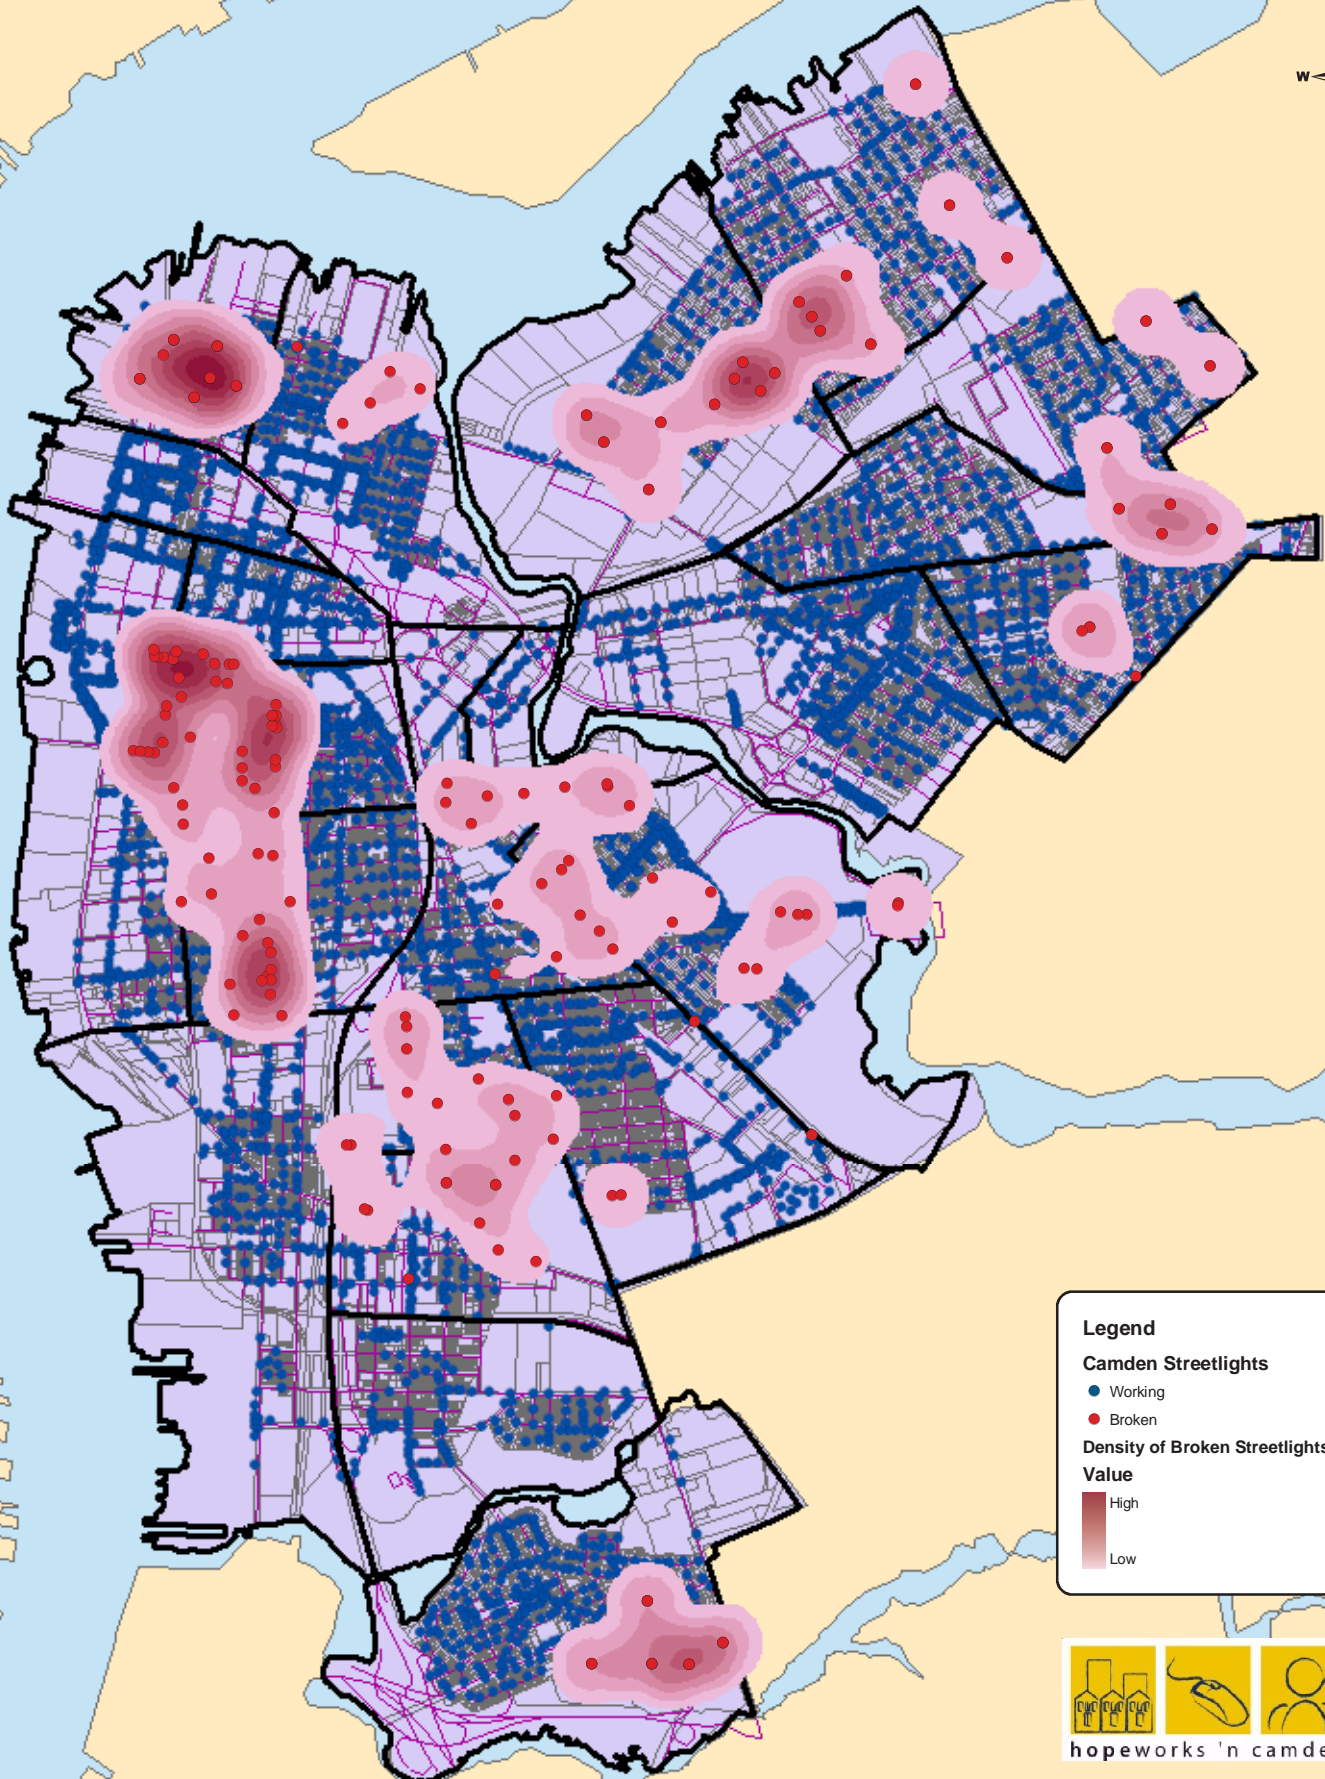 W
Legend
Camden Streetlights
Working
Broken
Density of Broken Streetlights
Value
High
Low
hopeworks 'n camde